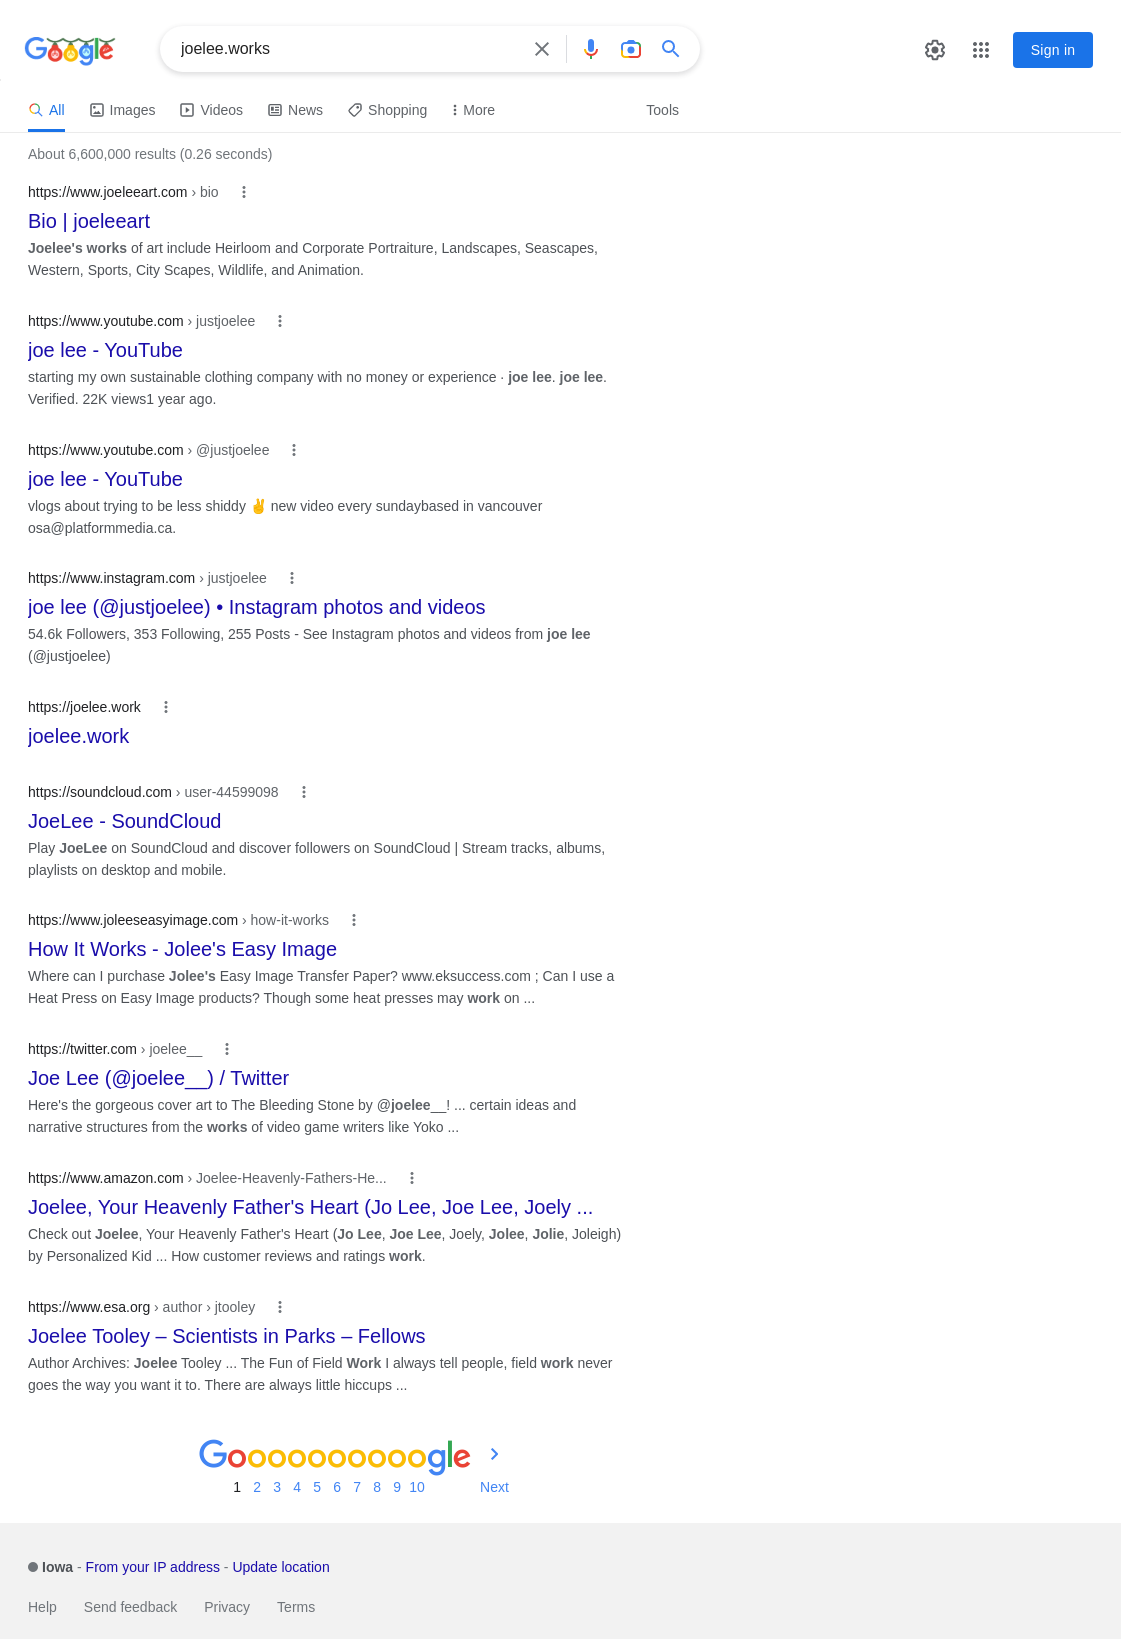 Google
joelee.works
Sign in
All
Images
Videos
News
Shopping
More
Tools
About 6,600,000 results (0.26 seconds)
https://www.joeleeart.com › bio
Bio | joeleeart
Joelee's works of art include Heirloom and Corporate Portraiture, Landscapes, Seascapes,
Western, Sports, City Scapes, Wildlife, and Animation.
https://www.youtube.com › justjoelee
joe lee - YouTube
starting my own sustainable clothing company with no money or experience · joe lee. joe lee.
Verified. 22K views1 year ago.
https://www.youtube.com › @justjoelee
joe lee - YouTube
vlogs about trying to be less shiddy ✌️ new video every sundaybased in vancouver
osa@platformmedia.ca.
https://www.instagram.com › justjoelee
joe lee (@justjoelee) • Instagram photos and videos
54.6k Followers, 353 Following, 255 Posts - See Instagram photos and videos from joe lee
(@justjoelee)
https://joelee.work
joelee.work
https://soundcloud.com › user-44599098
JoeLee - SoundCloud
Play JoeLee on SoundCloud and discover followers on SoundCloud | Stream tracks, albums,
playlists on desktop and mobile.
https://www.joleeseasyimage.com › how-it-works
How It Works - Jolee's Easy Image
Where can I purchase Jolee's Easy Image Transfer Paper? www.eksuccess.com ; Can I use a
Heat Press on Easy Image products? Though some heat presses may work on ...
https://twitter.com › joelee__
Joe Lee (@joelee__) / Twitter
Here's the gorgeous cover art to The Bleeding Stone by @joelee__! ... certain ideas and
narrative structures from the works of video game writers like Yoko ...
https://www.amazon.com › Joelee-Heavenly-Fathers-He...
Joelee, Your Heavenly Father's Heart (Jo Lee, Joe Lee, Joely ...
Check out Joelee, Your Heavenly Father's Heart (Jo Lee, Joe Lee, Joely, Jolee, Jolie, Joleigh)
by Personalized Kid ... How customer reviews and ratings work.
https://www.esa.org › author › jtooley
Joelee Tooley – Scientists in Parks – Fellows
Author Archives: Joelee Tooley ... The Fun of Field Work I always tell people, field work never
goes the way you want it to. There are always little hiccups ...
Goooooooooogle
1 2 3 4 5 6 7 8 9 10 Next
Iowa - From your IP address - Update location
Help Send feedback Privacy Terms